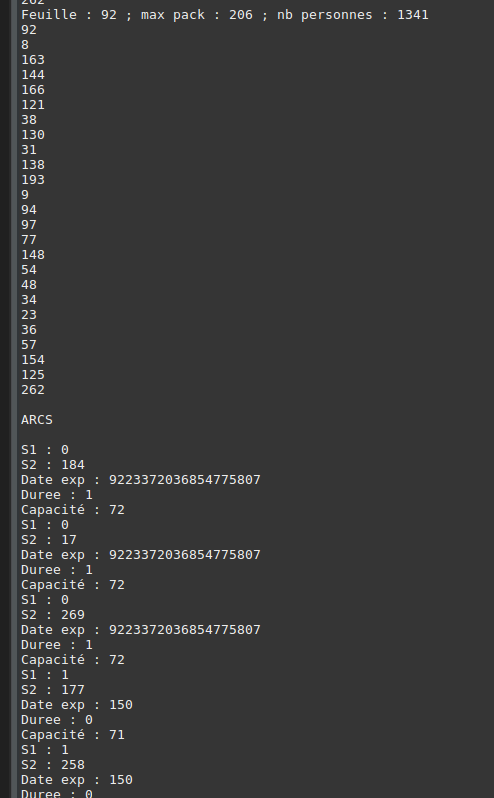 262
Feuille : 92 ; max pack : 206 ; nb personnes : 1341
92
8
163
144
166
121
38
130
31
138
193
9
94
97
77
148
54
48
34
23
36
57
154
125
262
ARCS
S1 : 0
S2 : 184
Date exp : 9223372036854775807
Duree : 1
Capacité : 72
S1 : 0
S2 : 17
Date exp : 9223372036854775807
Duree : 1
Capacité : 72
S1 : 0
S2 : 269
Date exp : 9223372036854775807
Duree : 1
Capacité : 72
S1 : 1
S2 : 177
Date exp : 150
Duree : 0
Capacité : 71
S1 : 1
S2 : 258
Date exp : 150
Duree : 0